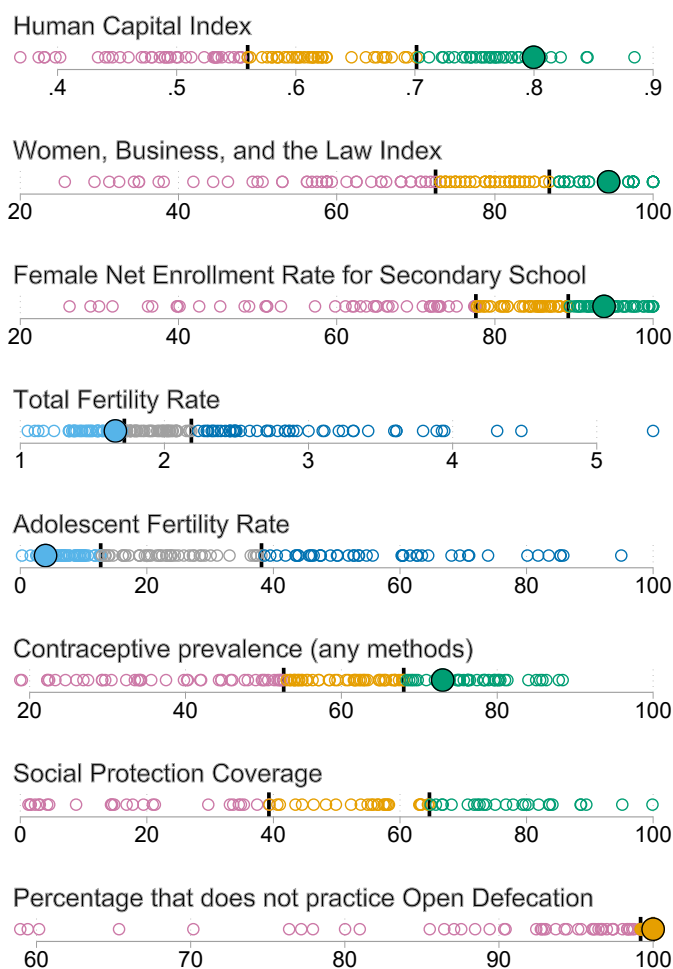 Human Capital Index
.4 .5 .6 .7 .8 .9
Women, Business, and the Law Index
20 40 60 80 100
Female Net Enrollment Rate for Secondary School
20 40 60 80 100
Total Fertility Rate
1 2 3 4 5
Adolescent Fertility Rate
0 20 40 60 80 100
Contraceptive prevalence (any methods)
20 40 60 80 100
Social Protection Coverage
0 20 40 60 80 100
Percentage that does not practice Open Defecation
60 70 80 90 100